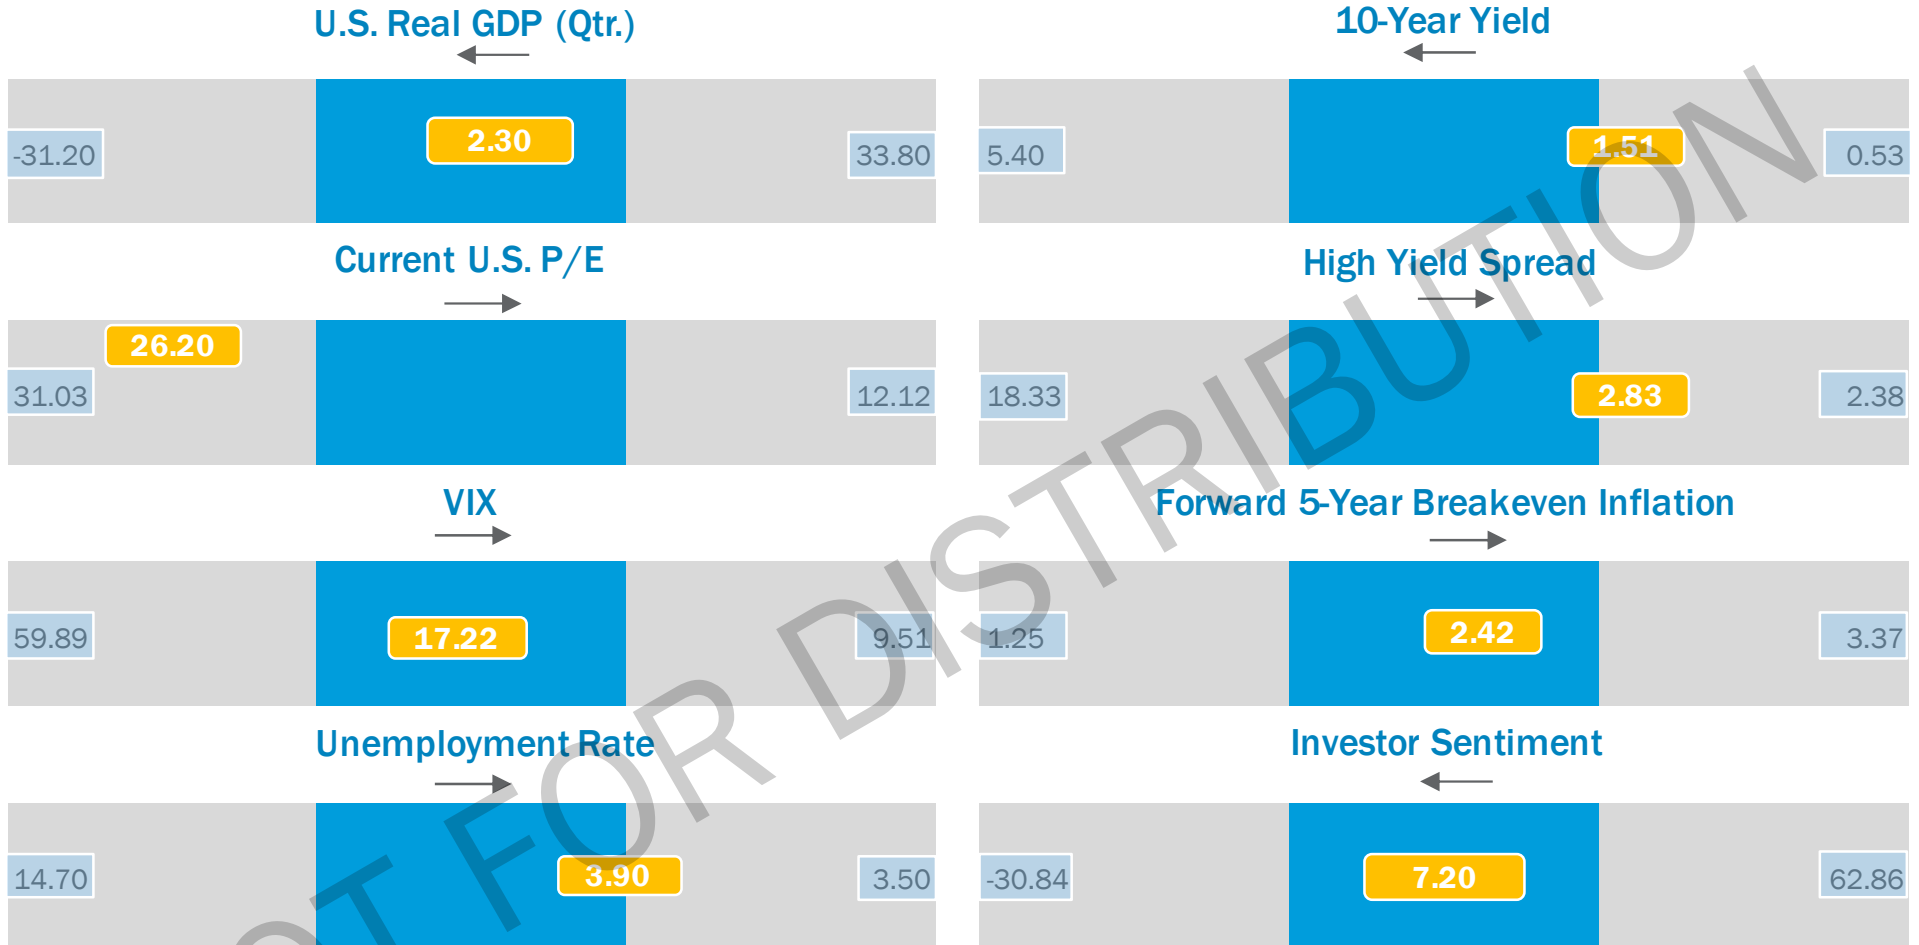 U.S. Real GDP (Qtr.)
-31.20
2.30
33.80
10-Year Yield
5.40
1.51
0.53
Current U.S. P/E
26.20
31.03
12.12
High Yield Spread
18.33
2.83
2.38
VIX
59.89
17.22
9.51
Forward 5-Year Breakeven Inflation
1.25
2.42
3.37
Unemployment Rate
14.70
3.90
3.50
Investor Sentiment
-30.84
7.20
62.86
OT FOR DISTRIBUTION